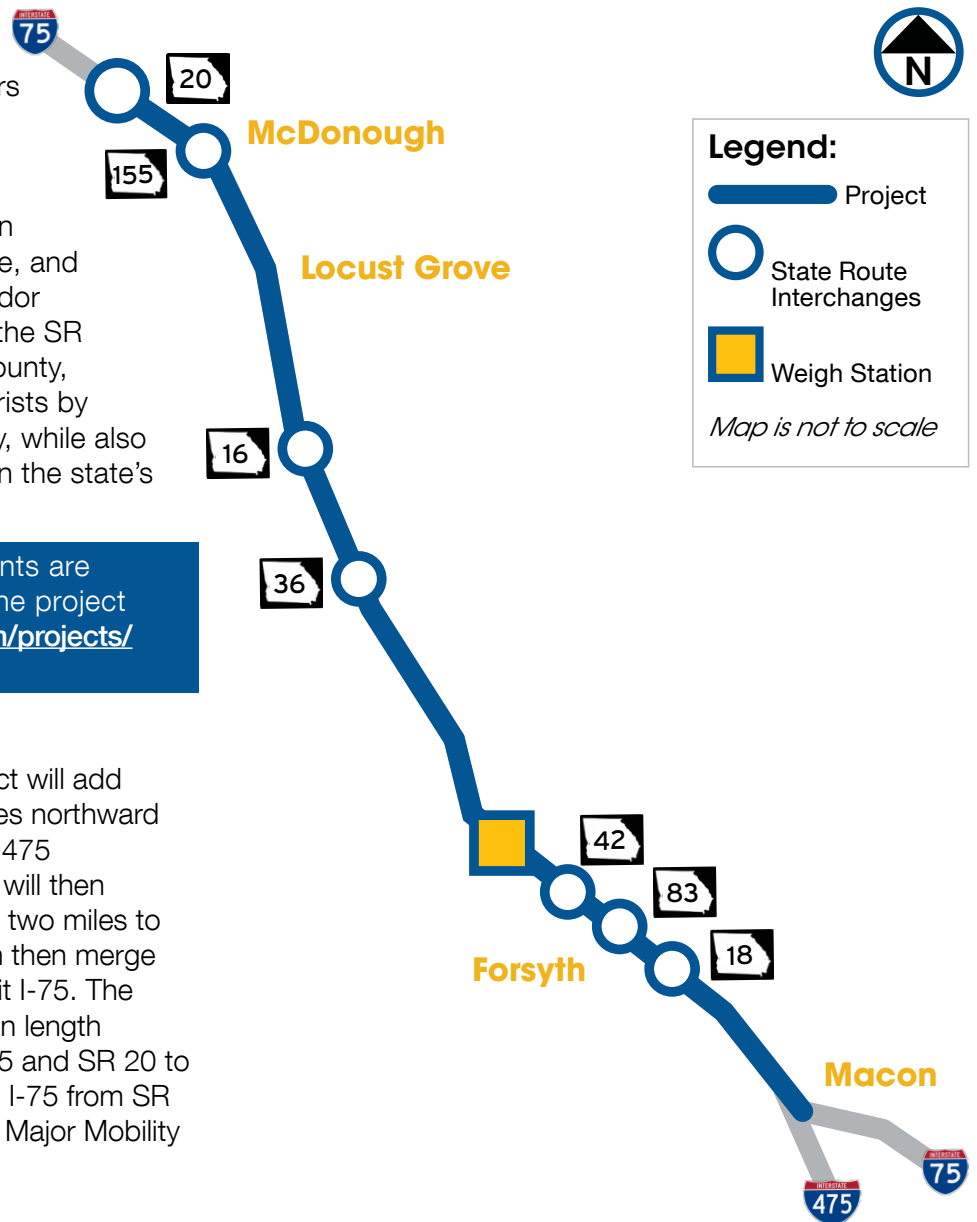 INTERSTATE
75
rs
n
e, and
dor
the SR
ounty,
rists by
y, while also
n the state's
nts are
he project
n/projects/
ct will add
es northward
475
will then
two miles to
n then merge
it I-75. The
n length
5 and SR 20 to
I-75 from SR
Major Mobility
20
McDonough
155
Locust Grove
16
36
42
83
Forsyth
18
Macon
INTERSTATE
75
INTERSTATE
475
N
Legend:
Project
State Route
Interchanges
Weigh Station
Map is not to scale